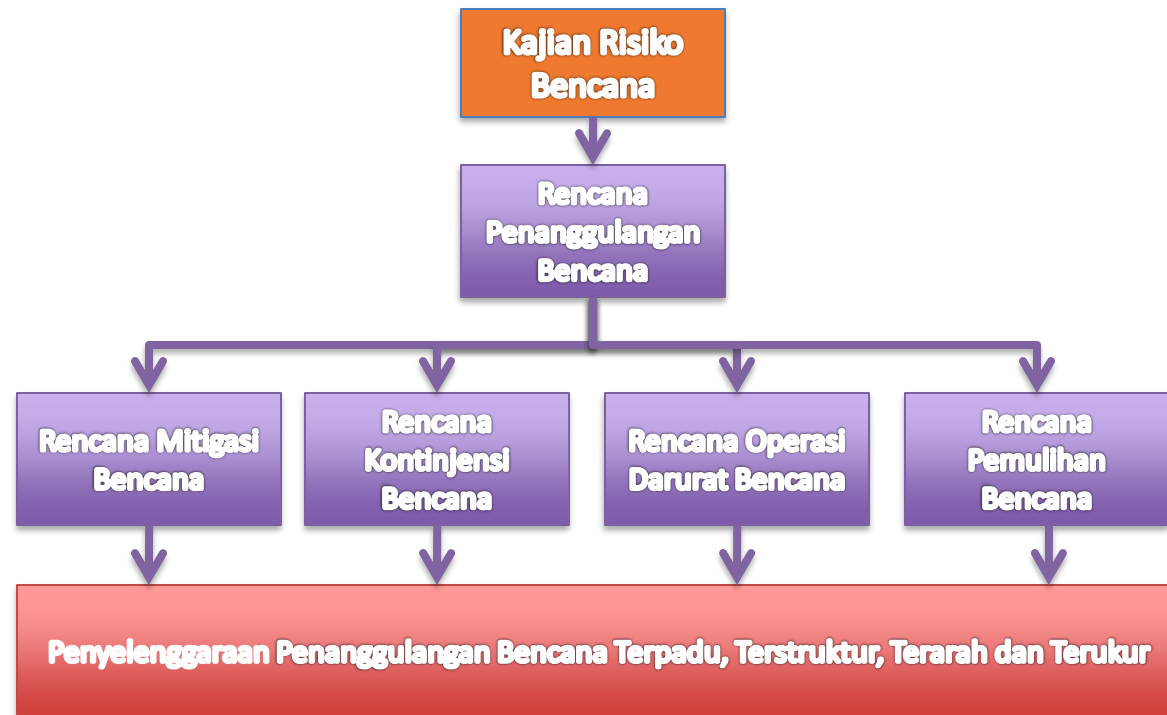 Kajian Risiko
Bencana
Rencana
Penanggulangan
Bencana
Rencana Mitigasi
Bencana
Rencana
Kontinjensi
Bencana
Rencana Operasi
Darurat Bencana
Rencana
Pemulihan
Bencana
Penyelenggaraan Penanggulangan Bencana Terpadu, Terstruktur, Terarah dan Terukur